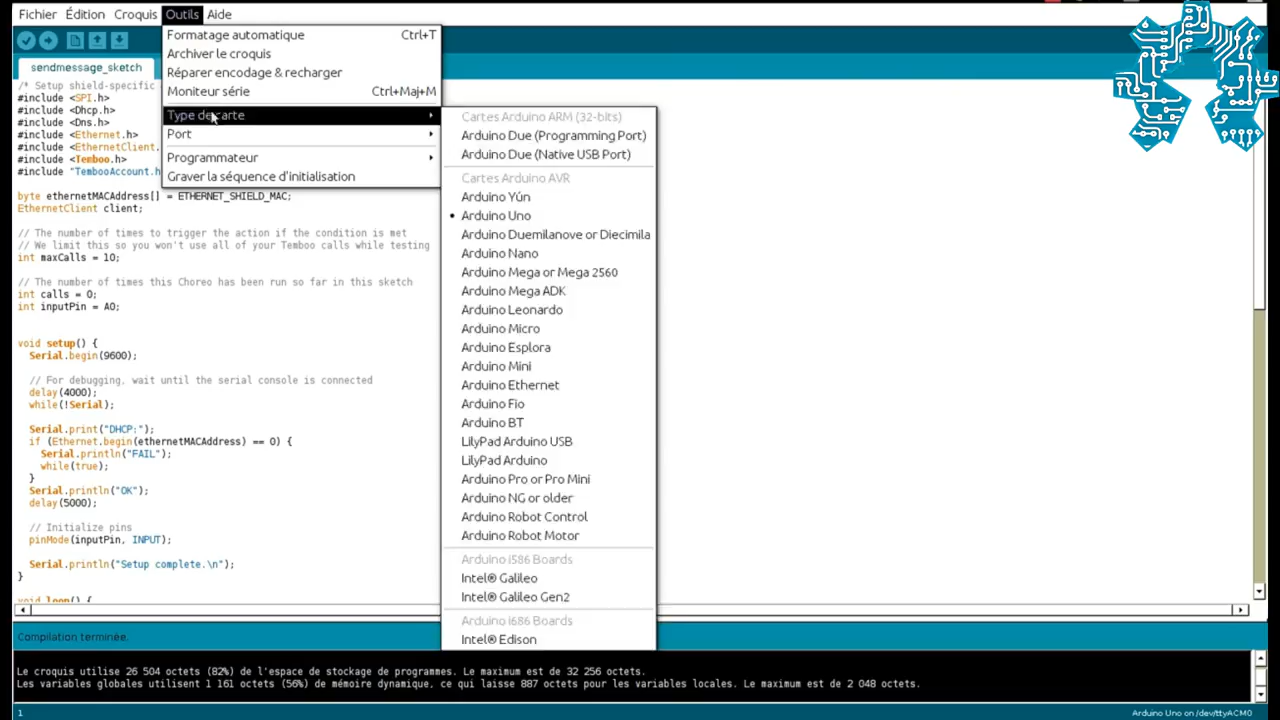 Fichier Édition Croquis Outils Aide
Formatage automatique Ctrl+T
Archiver le croquis
Réparer encodage & recharger
Moniteur série Ctrl+Maj+M
Type de carte
Port
Programmateur
Graver la séquence d'initialisation
Cartes Arduino ARM (32-bits)
Arduino Due (Programming Port)
Arduino Due (Native USB Port)
Cartes Arduino AVR
Arduino Yún
Arduino Uno
Arduino Duemilanove or Diecimila
Arduino Nano
Arduino Mega or Mega 2560
Arduino Mega ADK
Arduino Leonardo
Arduino Micro
Arduino Esplora
Arduino Mini
Arduino Ethernet
Arduino Fio
Arduino BT
LilyPad Arduino USB
LilyPad Arduino
Arduino Pro or Pro Mini
Arduino NG or older
Arduino Robot Control
Arduino Robot Motor
Arduino i586 Boards
Intel® Galileo
Intel® Galileo Gen2
Arduino i686 Boards
Intel® Edison
sendmessage_sketch
/* Setup shield-specific
#include <SPI.h>
#include <Dhcp.h>
#include <Dns.h>
#include <Ethernet.h>
#include <EthernetClient.
#include <Temboo.h>
#include "TembooAccount.h
byte ethernetMACAddress[] = ETHERNET_SHIELD_MAC;
EthernetClient client;
// The number of times to trigger the action if the condition is met
// We limit this so you won't use all of your Temboo calls while testing
int maxCalls = 10;
// The number of times this Choreo has been run so far in this sketch
int calls = 0;
int inputPin = A0;
void setup() {
Serial.begin(9600);
// For debugging, wait until the serial console is connected
delay(4000);
while(!Serial);
Serial.print("DHCP:");
if (Ethernet.begin(ethernetMACAddress) == 0) {
Serial.println("FAIL");
while(true);
}
Serial.println("OK");
delay(5000);
// Initialize pins
pinMode(inputPin, INPUT);
Serial.println("Setup complete.\n");
}
void loop() {
Compilation terminée.
Le croquis utilise 26 504 octets (82%) de l'espace de stockage de programmes. Le maximum est de 32 256 octets.
Les variables globales utilisent 1 161 octets (56%) de mémoire dynamique, ce qui laisse 887 octets pour les variables locales. Le maximum est de 2 048 octets.
1 Arduino Uno on /dev/ttyACM0